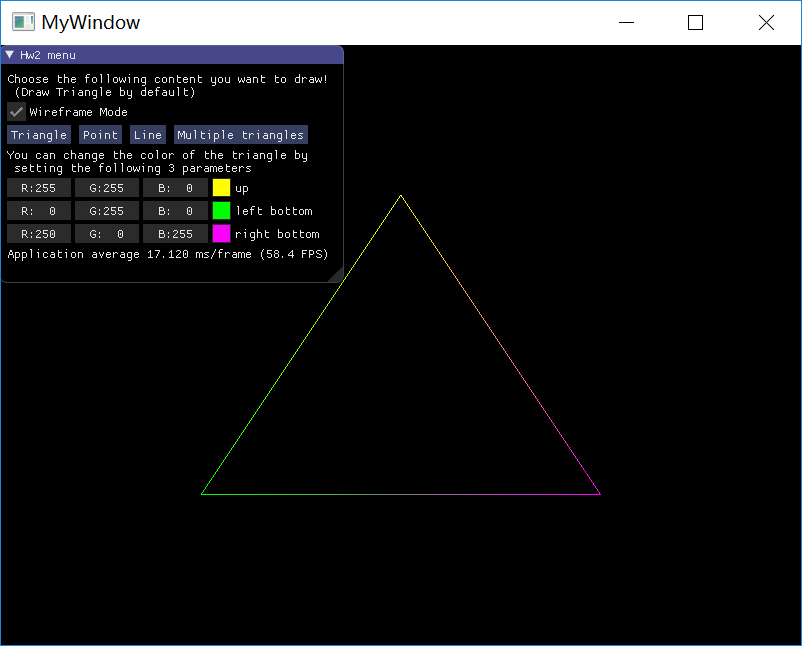 MyWindow
Hw2 menu
Choose the following content you want to draw!
(Draw Triangle by default)
Wireframe Mode
Triangle Point Line Multiple triangles
You can change the color of the triangle by
setting the following 3 parameters
R:255 G:255 B: 0 up
R: 0 G:255 B: 0 left bottom
R:250 G: 0 B:255 right bottom
Application average 17.120 ms/frame (58.4 FPS)